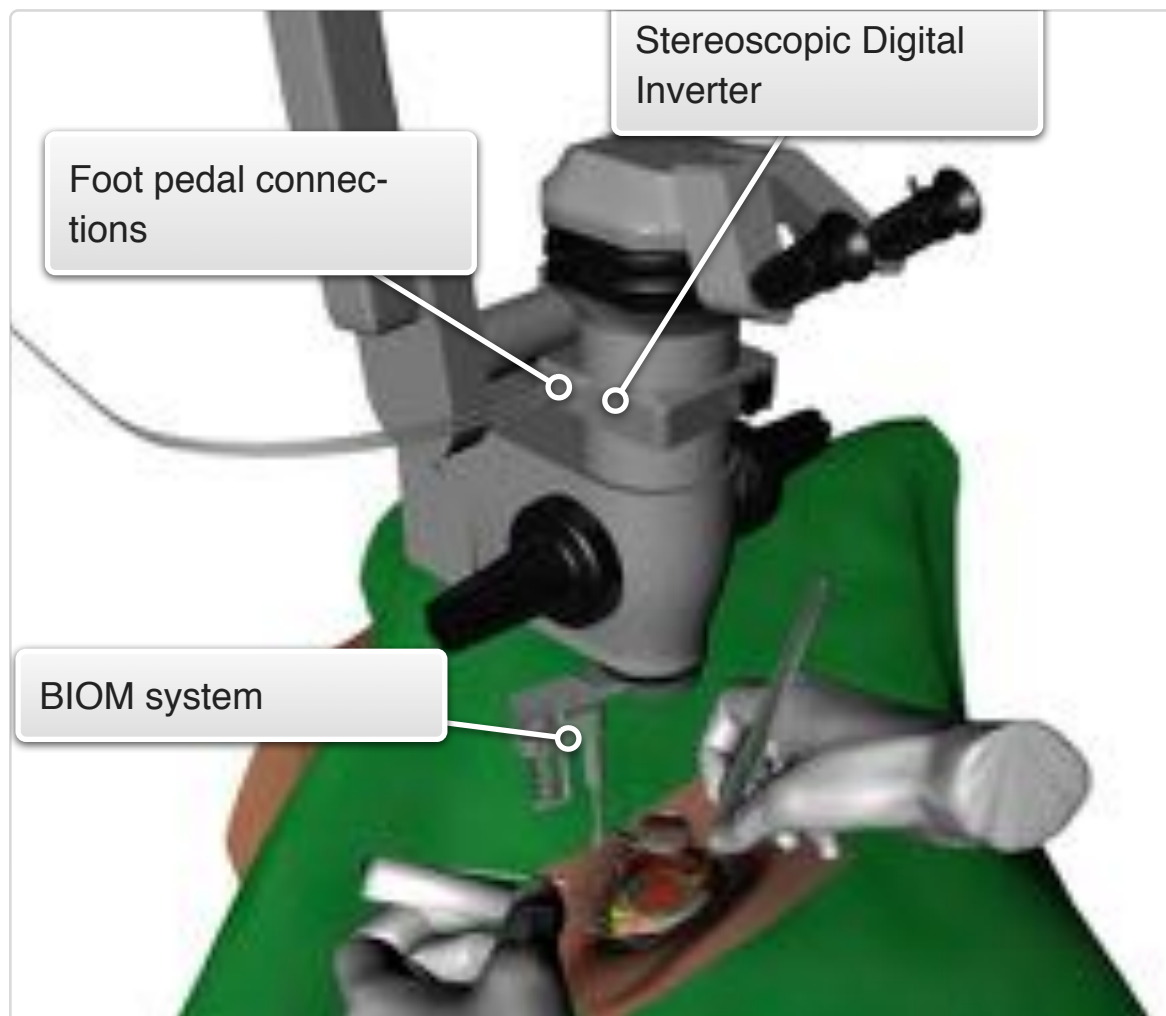 Stereoscopic Digital
Inverter
Foot pedal connec-
tions
BIOM system